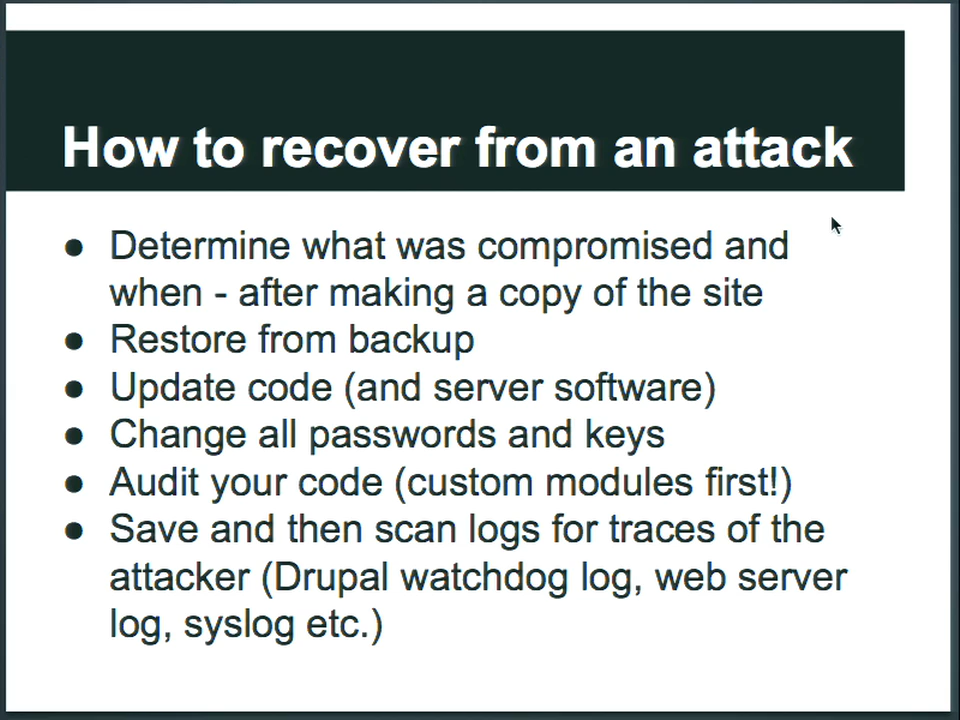 How to recover from an attack
● Determine what was compromised and
when - after making a copy of the site
● Restore from backup
● Update code (and server software)
● Change all passwords and keys
● Audit your code (custom modules first!)
● Save and then scan logs for traces of the
attacker (Drupal watchdog log, web server
log, syslog etc.)